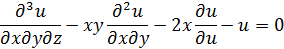 ∂³u/∂x∂y∂z − xy ∂²u/∂x∂y − 2x ∂u/∂u − u = 0